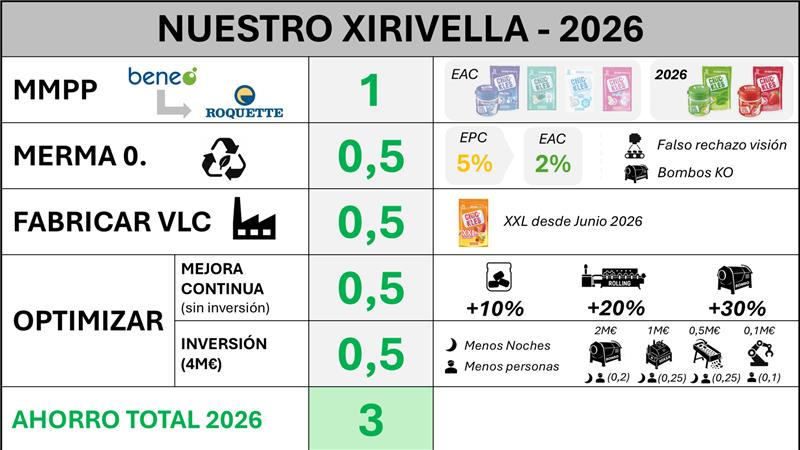 NUESTRO XIRIVELLA - 2026
MMPP
beneo
ROQUETTE
1
EAC
2026
MERMA 0.
0,5
EPC
5%
EAC
2%
Falso rechazo visión
Bombos KO
FABRICAR VLC
0,5
XXL
XXL desde Junio 2026
OPTIMIZAR
MEJORA
CONTINUA
(sin inversión)
0,5
+10%
ROLLING
+20%
+30%
INVERSIÓN
(4M€)
0,5
Menos Noches
Menos personas
2M€
1M€
0,5M€
0,1M€
(0,2)
(0,25)
(0,25)
(0,1)
AHORRO TOTAL 2026
3